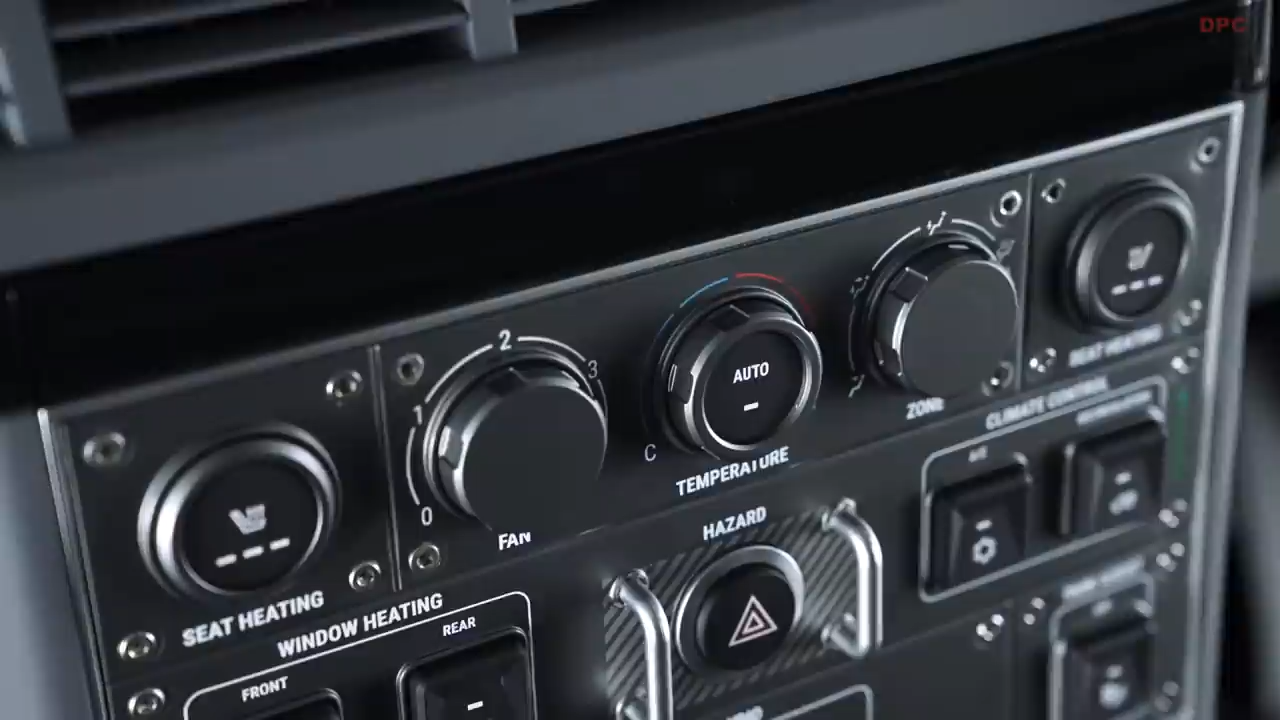 DPC
2
3
1
0
FAN
AUTO
C
TEMPERATURE
ZONE
SEAT HEATING
CLIMATE CONTROL
A/C
HAZARD
SEAT HEATING
WINDOW HEATING
FRONT
REAR